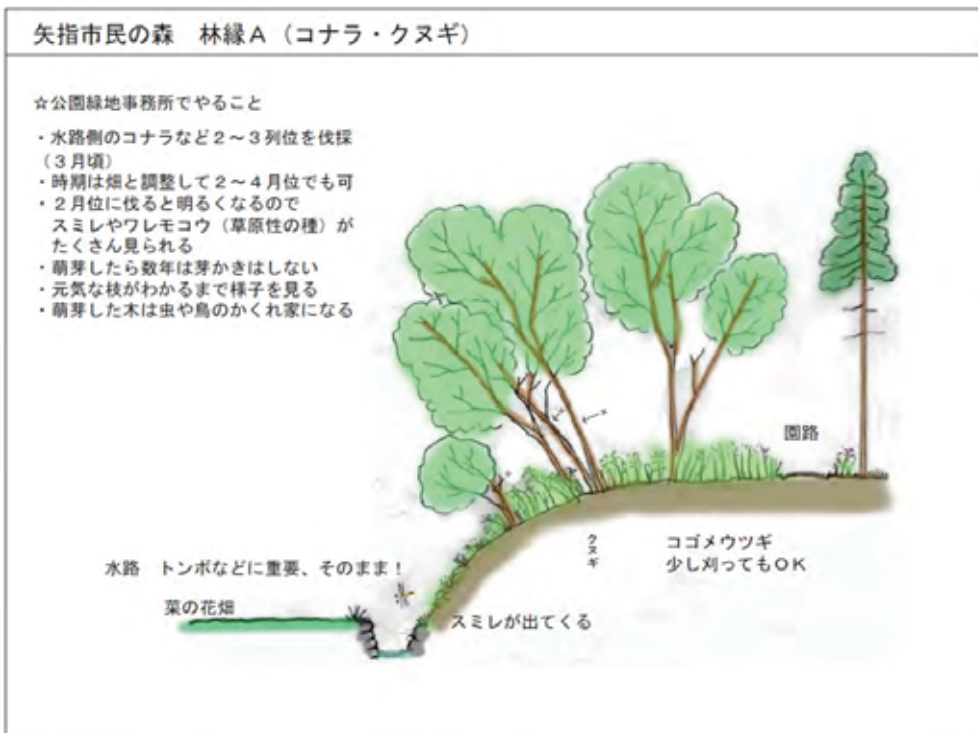 矢指市民の森　林縁A（コナラ・クヌギ）
☆公園緑地事務所でやること
・水路側のコナラなど２～３列位を伐採
（３月頃）
・時期は畑と調整して２～４月位でも可
・２月位に伐ると明るくなるので
スミレやワレモコウ（草原性の種）が
たくさん見られる
・萌芽したら数年は芽かきはしない
・元気な枝がわかるまで様子を見る
・萌芽した木は虫や鳥のかくれ家になる
園路
クヌギ
コゴメウツギ
少し刈ってもＯＫ
水路　トンボなどに重要、そのまま！
菜の花畑
スミレが出てくる